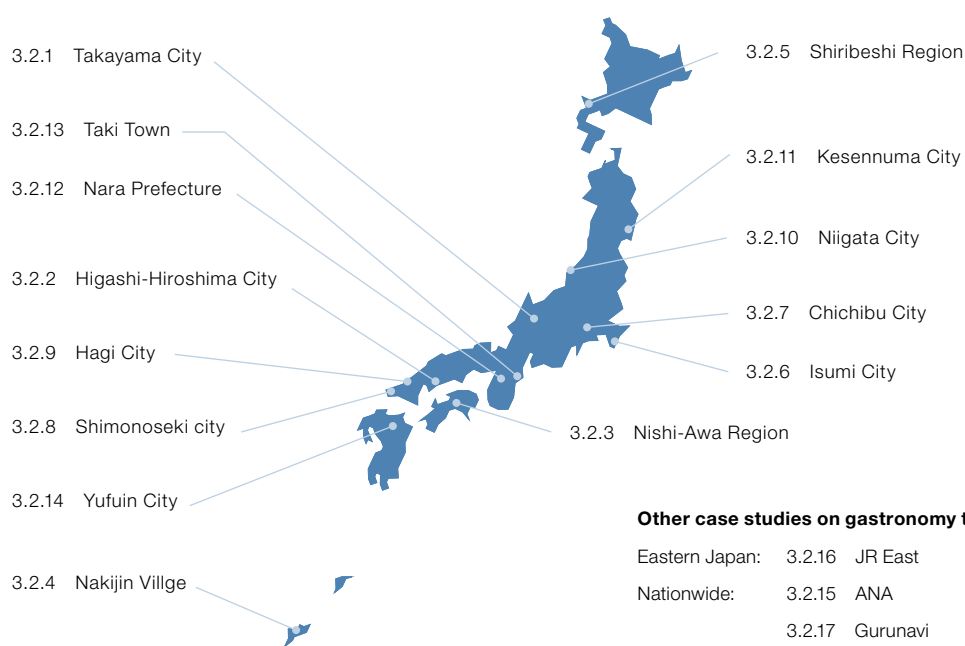 3.2.1 Takayama City
3.2.13 Taki Town
3.2.12 Nara Prefecture
3.2.2 Higashi-Hiroshima City
3.2.9 Hagi City
3.2.8 Shimonoseki city
3.2.14 Yufuin City
3.2.4 Nakijin Villge
3.2.5 Shiribeshi Region
3.2.11 Kesennuma City
3.2.10 Niigata City
3.2.7 Chichibu City
3.2.6 Isumi City
3.2.3 Nishi-Awa Region
Other case studies on gastronomy t
Eastern Japan: 3.2.16 JR East
Nationwide: 3.2.15 ANA
3.2.17 Gurunavi